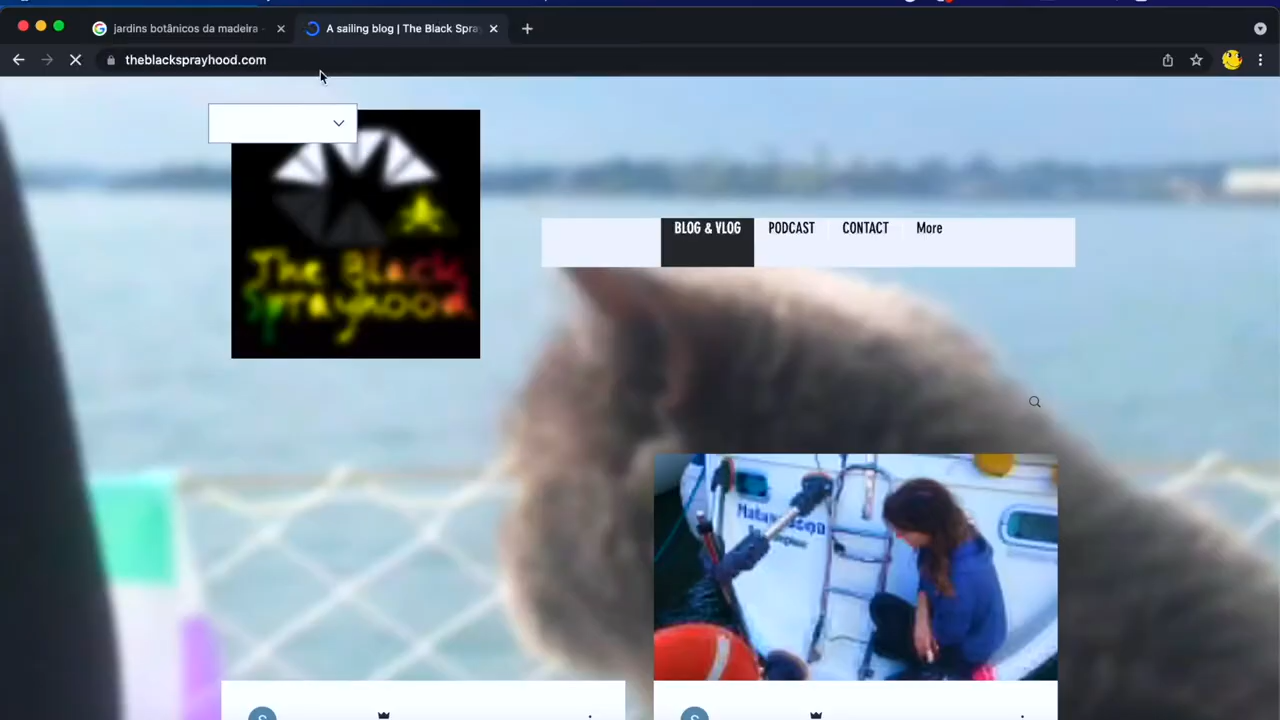 jardins botânicos da madeira -
A sailing blog | The Black Spra
theblacksprayhood.com
BLOG & VLOG
PODCAST
CONTACT
More
The Black
Sprayhood
S
S